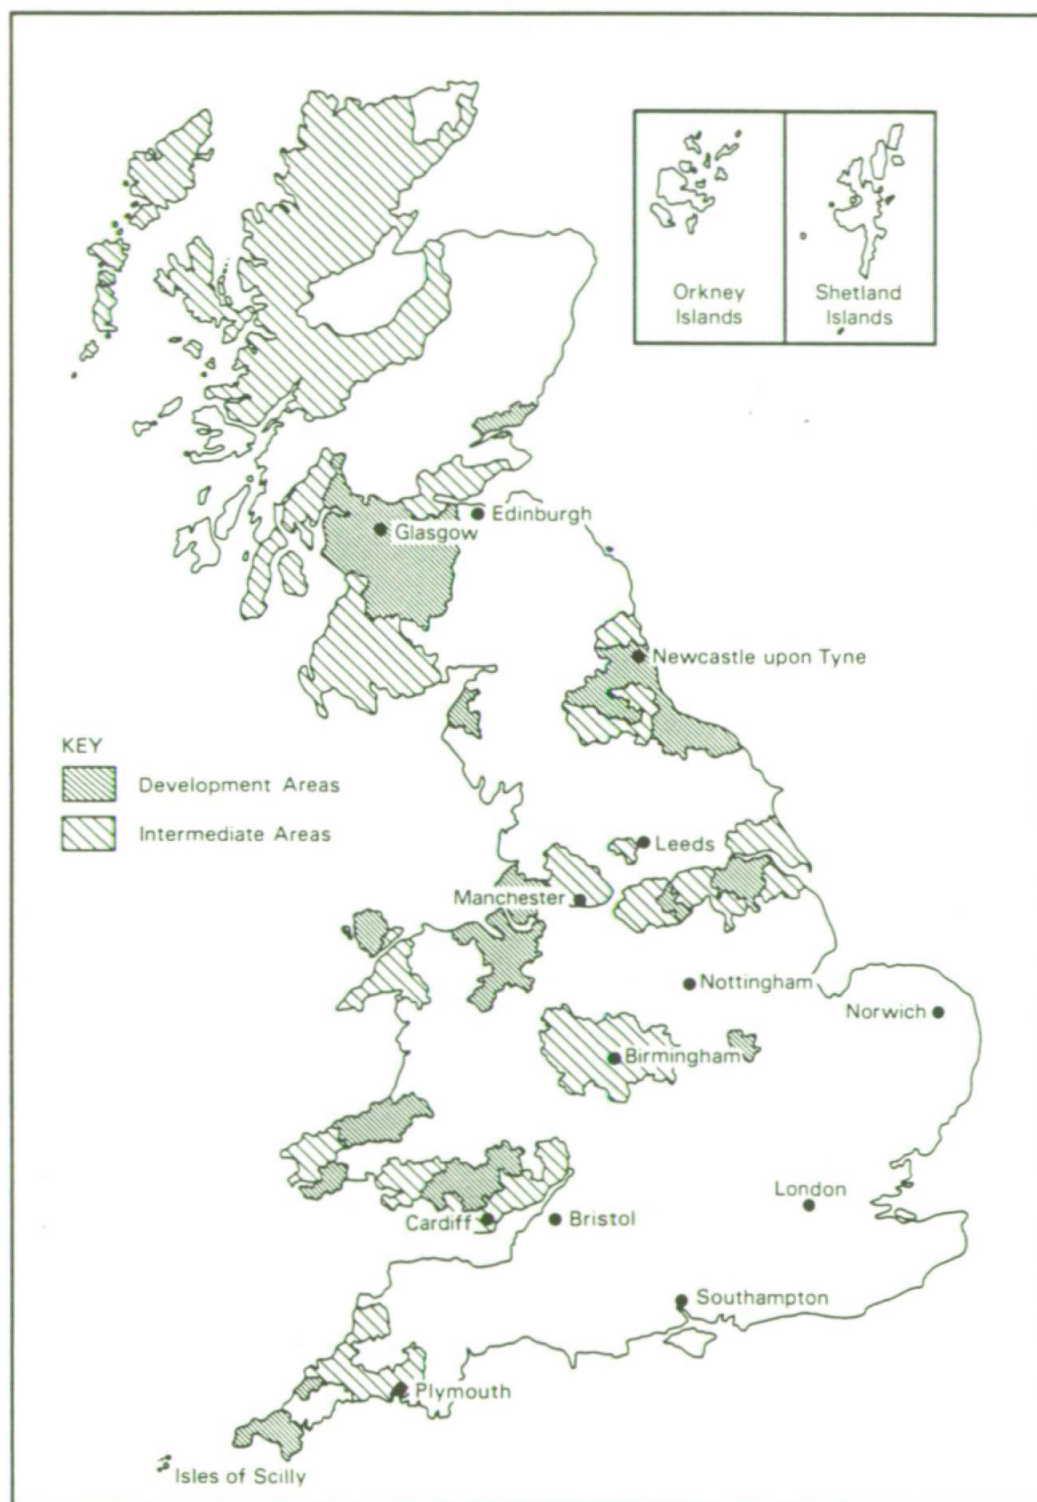 Orkney
Islands
Shetland
Islands
Edinburgh
Glasgow
Newcastle upon Tyne
KEY
Development Areas
Intermediate Areas
Leeds
Manchester
Nottingham
Norwich
Birmingham
London
Cardiff
Bristol
Southampton
Plymouth
Isles of Scilly